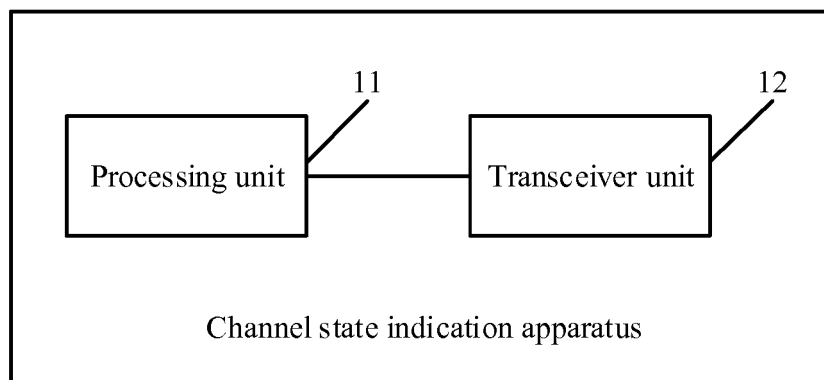 11
12
Processing unit
Transceiver unit
Channel state indication apparatus